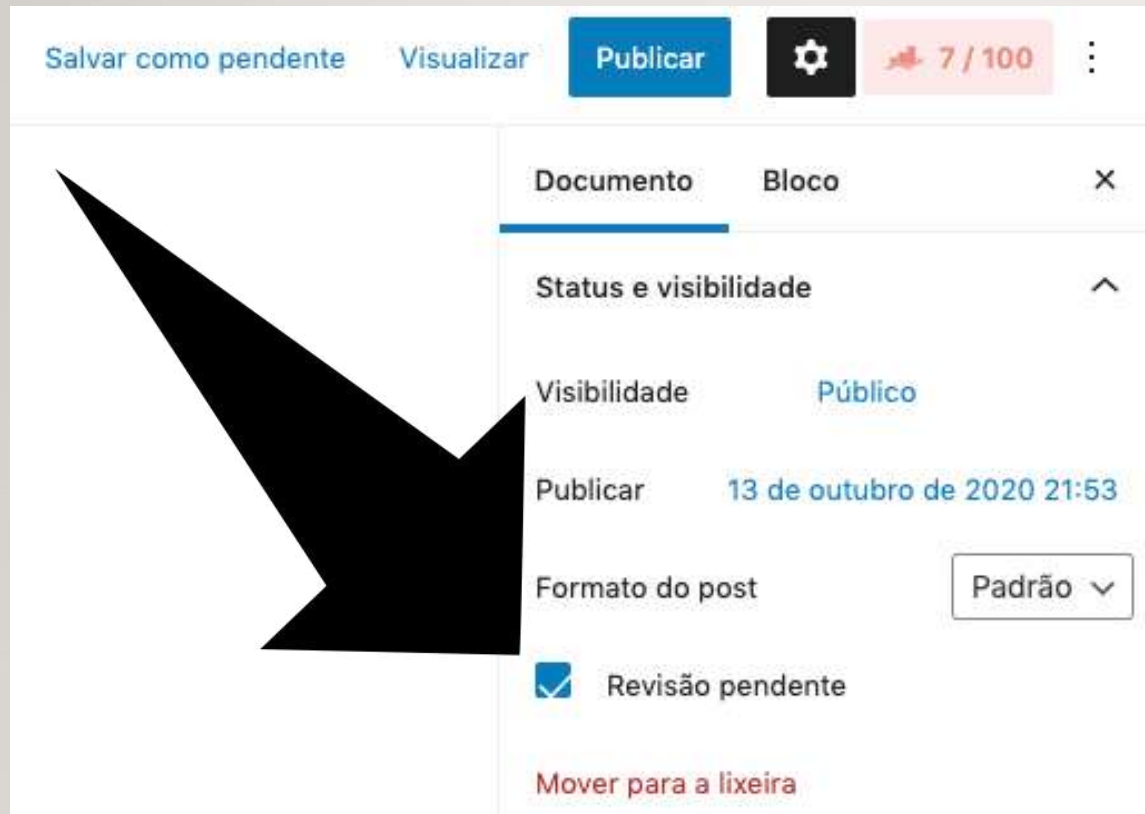 Salvar como pendente Visualizar Publicar 7 / 100
Documento Bloco
Status e visibilidade
Visibilidade Público
Publicar 13 de outubro de 2020 21:53
Formato do post Padrão
Revisão pendente
Mover para a lixeira